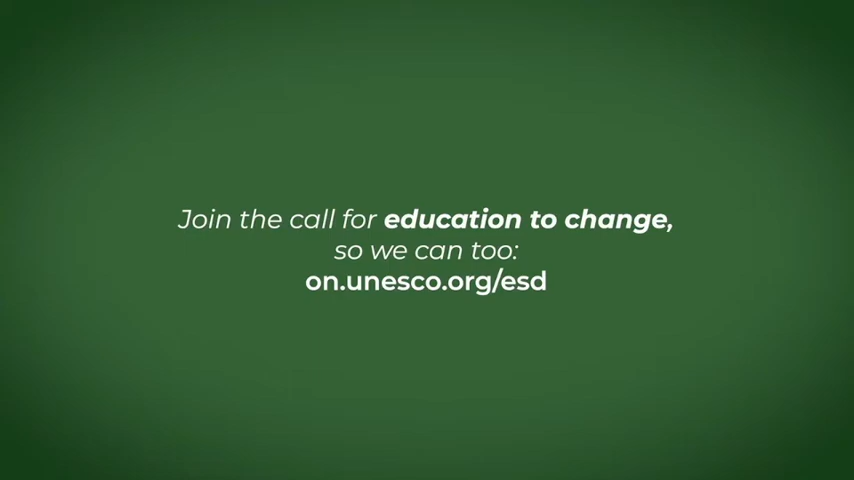 Join the call for education to change,
so we can too:
on.unesco.org/esd